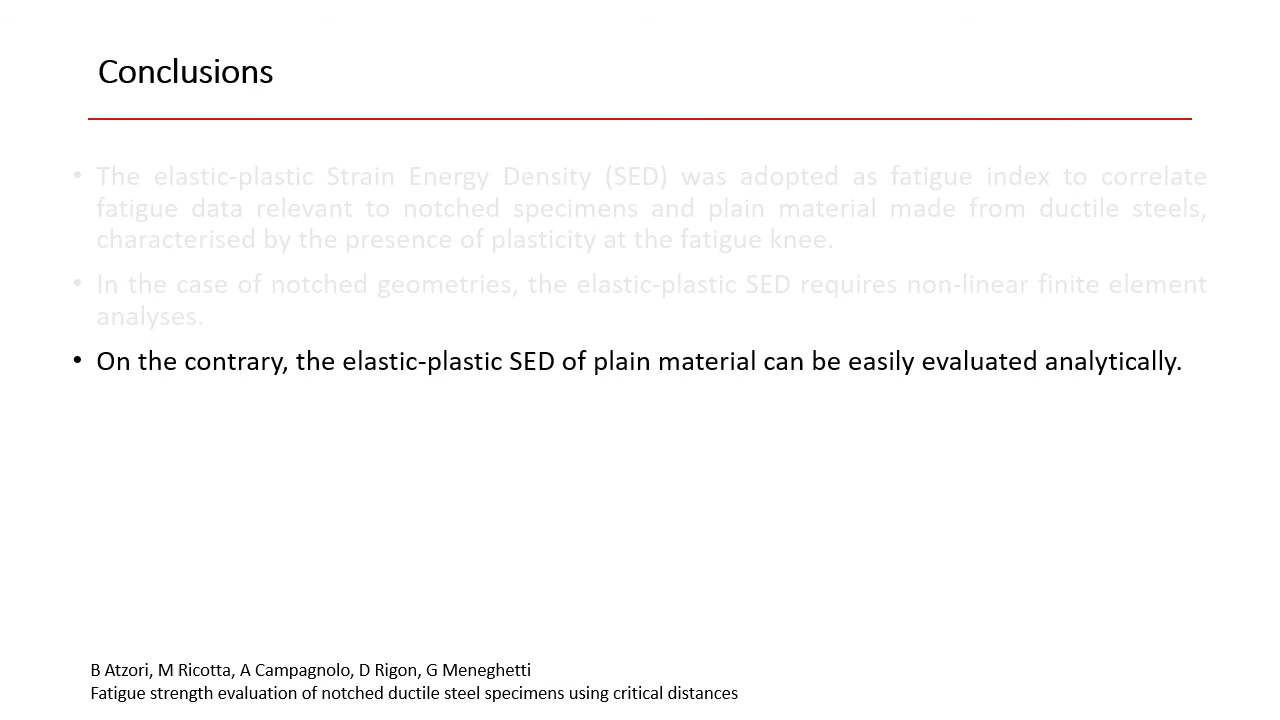 Conclusions
• The elastic-plastic Strain Energy Density (SED) was adopted as fatigue index to correlate
fatigue data relevant to notched specimens and plain material made from ductile steels,
characterised by the presence of plasticity at the fatigue knee.
• In the case of notched geometries, the elastic-plastic SED requires non-linear finite element
analyses.
• On the contrary, the elastic-plastic SED of plain material can be easily evaluated analytically.
B Atzori, M Ricotta, A Campagnolo, D Rigon, G Meneghetti
Fatigue strength evaluation of notched ductile steel specimens using critical distances